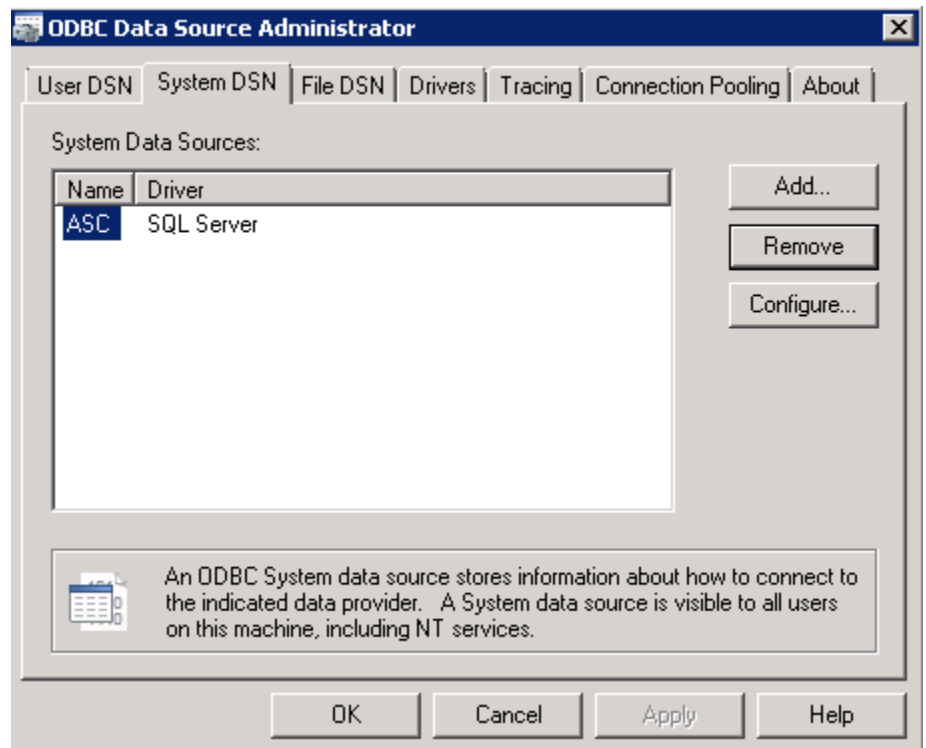 ODBC Data Source Administrator
User DSN System DSN File DSN Drivers Tracing Connection Pooling About
System Data Sources:
Name Driver
ASC SQL Server
Add...
Remove
Configure...
An ODBC System data source stores information about how to connect to
the indicated data provider. A System data source is visible to all users
on this machine, including NT services.
OK Cancel Apply Help